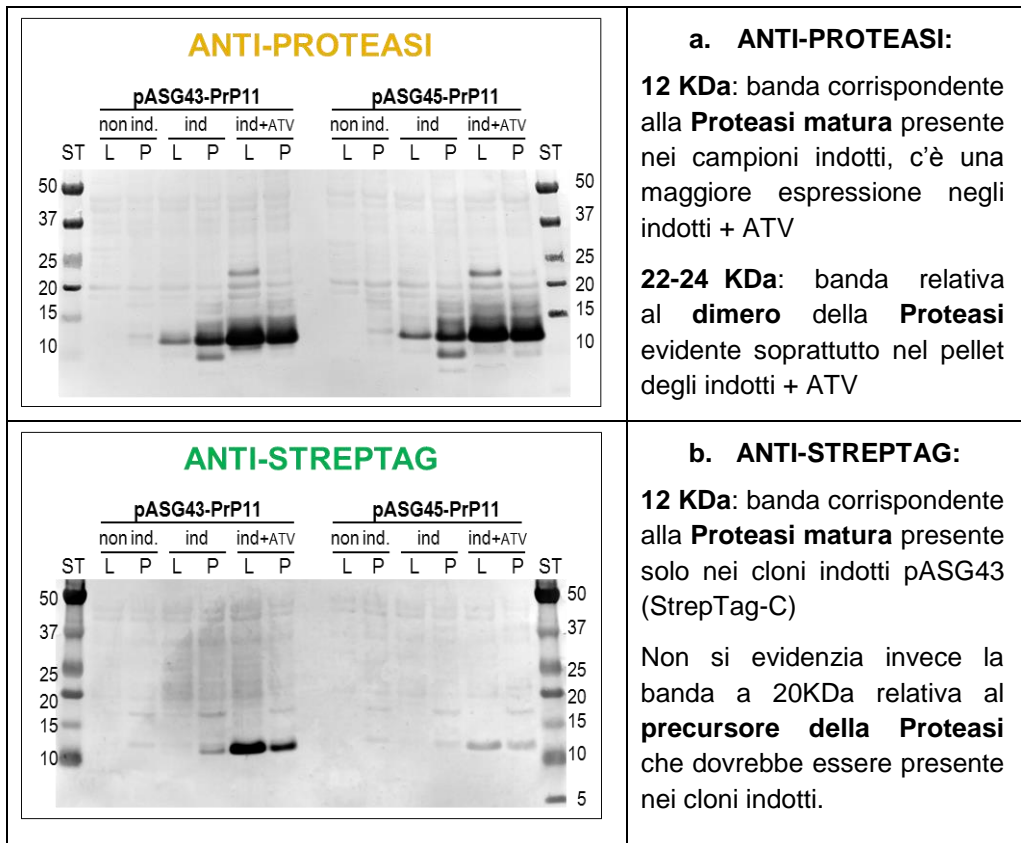 ANTI-PROTEASI
pASG43-PrP11 pASG45-PrP11
non ind. ind ind+ATV non ind. ind ind+ATV
ST L P L P L P L P L P L P ST
50 50
37 37
25 25
20 20
15 15
10 10
a. ANTI-PROTEASI:
12 KDa: banda corrispondente
alla Proteasi matura presente
nei campioni indotti, c'è una
maggiore espressione negli
indotti + ATV
22-24 KDa: banda relativa
al dimero della Proteasi
evidente soprattutto nel pellet
degli indotti + ATV
ANTI-STREPTAG
pASG43-PrP11 pASG45-PrP11
non ind. ind ind+ATV non ind. ind ind+ATV
ST L P L P L P L P L P L P ST
50 50
37 37
25 25
20 20
15 15
10 10
5
b. ANTI-STREPTAG:
12 KDa: banda corrispondente
alla Proteasi matura presente
solo nei cloni indotti pASG43
(StrepTag-C)
Non si evidenzia invece la
banda a 20KDa relativa al
precursore della Proteasi
che dovrebbe essere presente
nei cloni indotti.